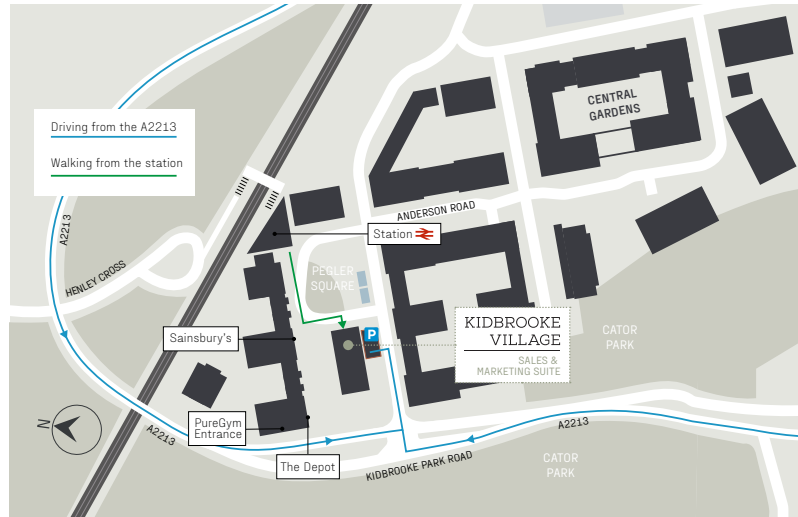 Driving from the A2213
Walking from the station
CENTRAL
GARDENS
A2213
HENLEY CROSS
ANDERSON ROAD
Station
PEGLER
SQUARE
Sainsbury's
P
KIDBROOKE
VILLAGE
SALES &
MARKETING SUITE
CATOR
PARK
N
PureGym
Entrance
A2213
The Depot
KIDBROOKE PARK ROAD
A2213
CATOR
PARK